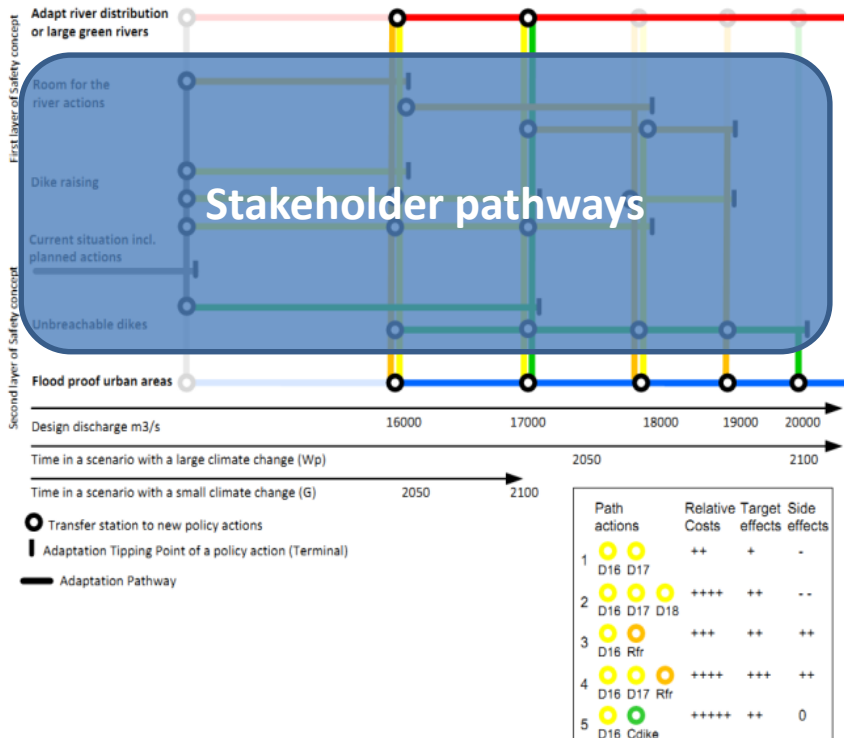 Adapt river distribution
or large green rivers
First layer of Safety concept
Room for the
river actions
Dike raising
Stakeholder pathways
Current situation incl.
planned actions
Second layer of Safety concept
Unbreachable dikes
Flood proof urban areas
Design discharge m3/s
16000 17000 18000 19000 20000
Time in a scenario with a large climate change (Wp)
2050 2100
Time in a scenario with a small climate change (G)
2050 2100
Transfer station to new policy actions
Adaptation Tipping Point of a policy action (Terminal)
Adaptation Pathway
Path Relative Target Side
actions Costs effects effects
1 ++ + -
D16 D17
2 ++++ ++ - -
D16 D17 D18
3 +++ ++ ++
D16 Rfr
4 ++++ +++ ++
D16 D17 Rfr
5 +++++ ++ 0
D16 Cdike